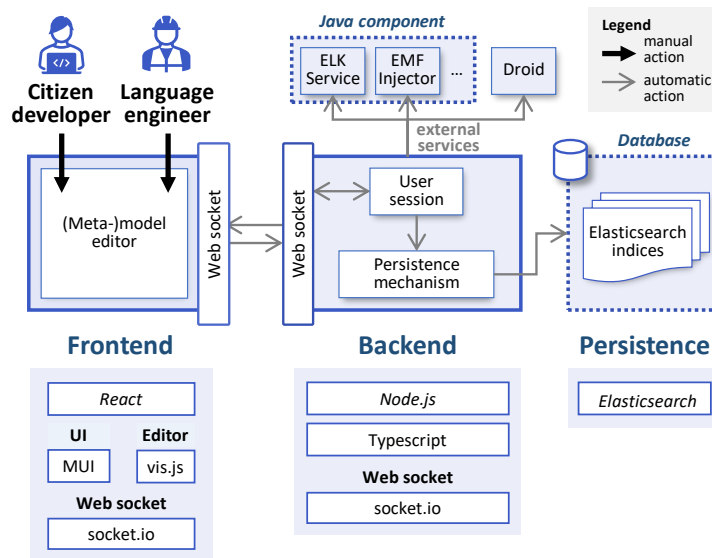 Java component
ELK
Service
EMF
Injector
...
Droid
Legend
manual
action
automatic
action
Citizen
developer
Language
engineer
external
services
Database
(Meta-)model
editor
Web socket
Web socket
User
session
Persistence
mechanism
Elasticsearch
indices
Frontend
Backend
Persistence
React
UI
Editor
MUI
vis.js
Web socket
socket.io
Node.js
Typescript
Web socket
socket.io
Elasticsearch